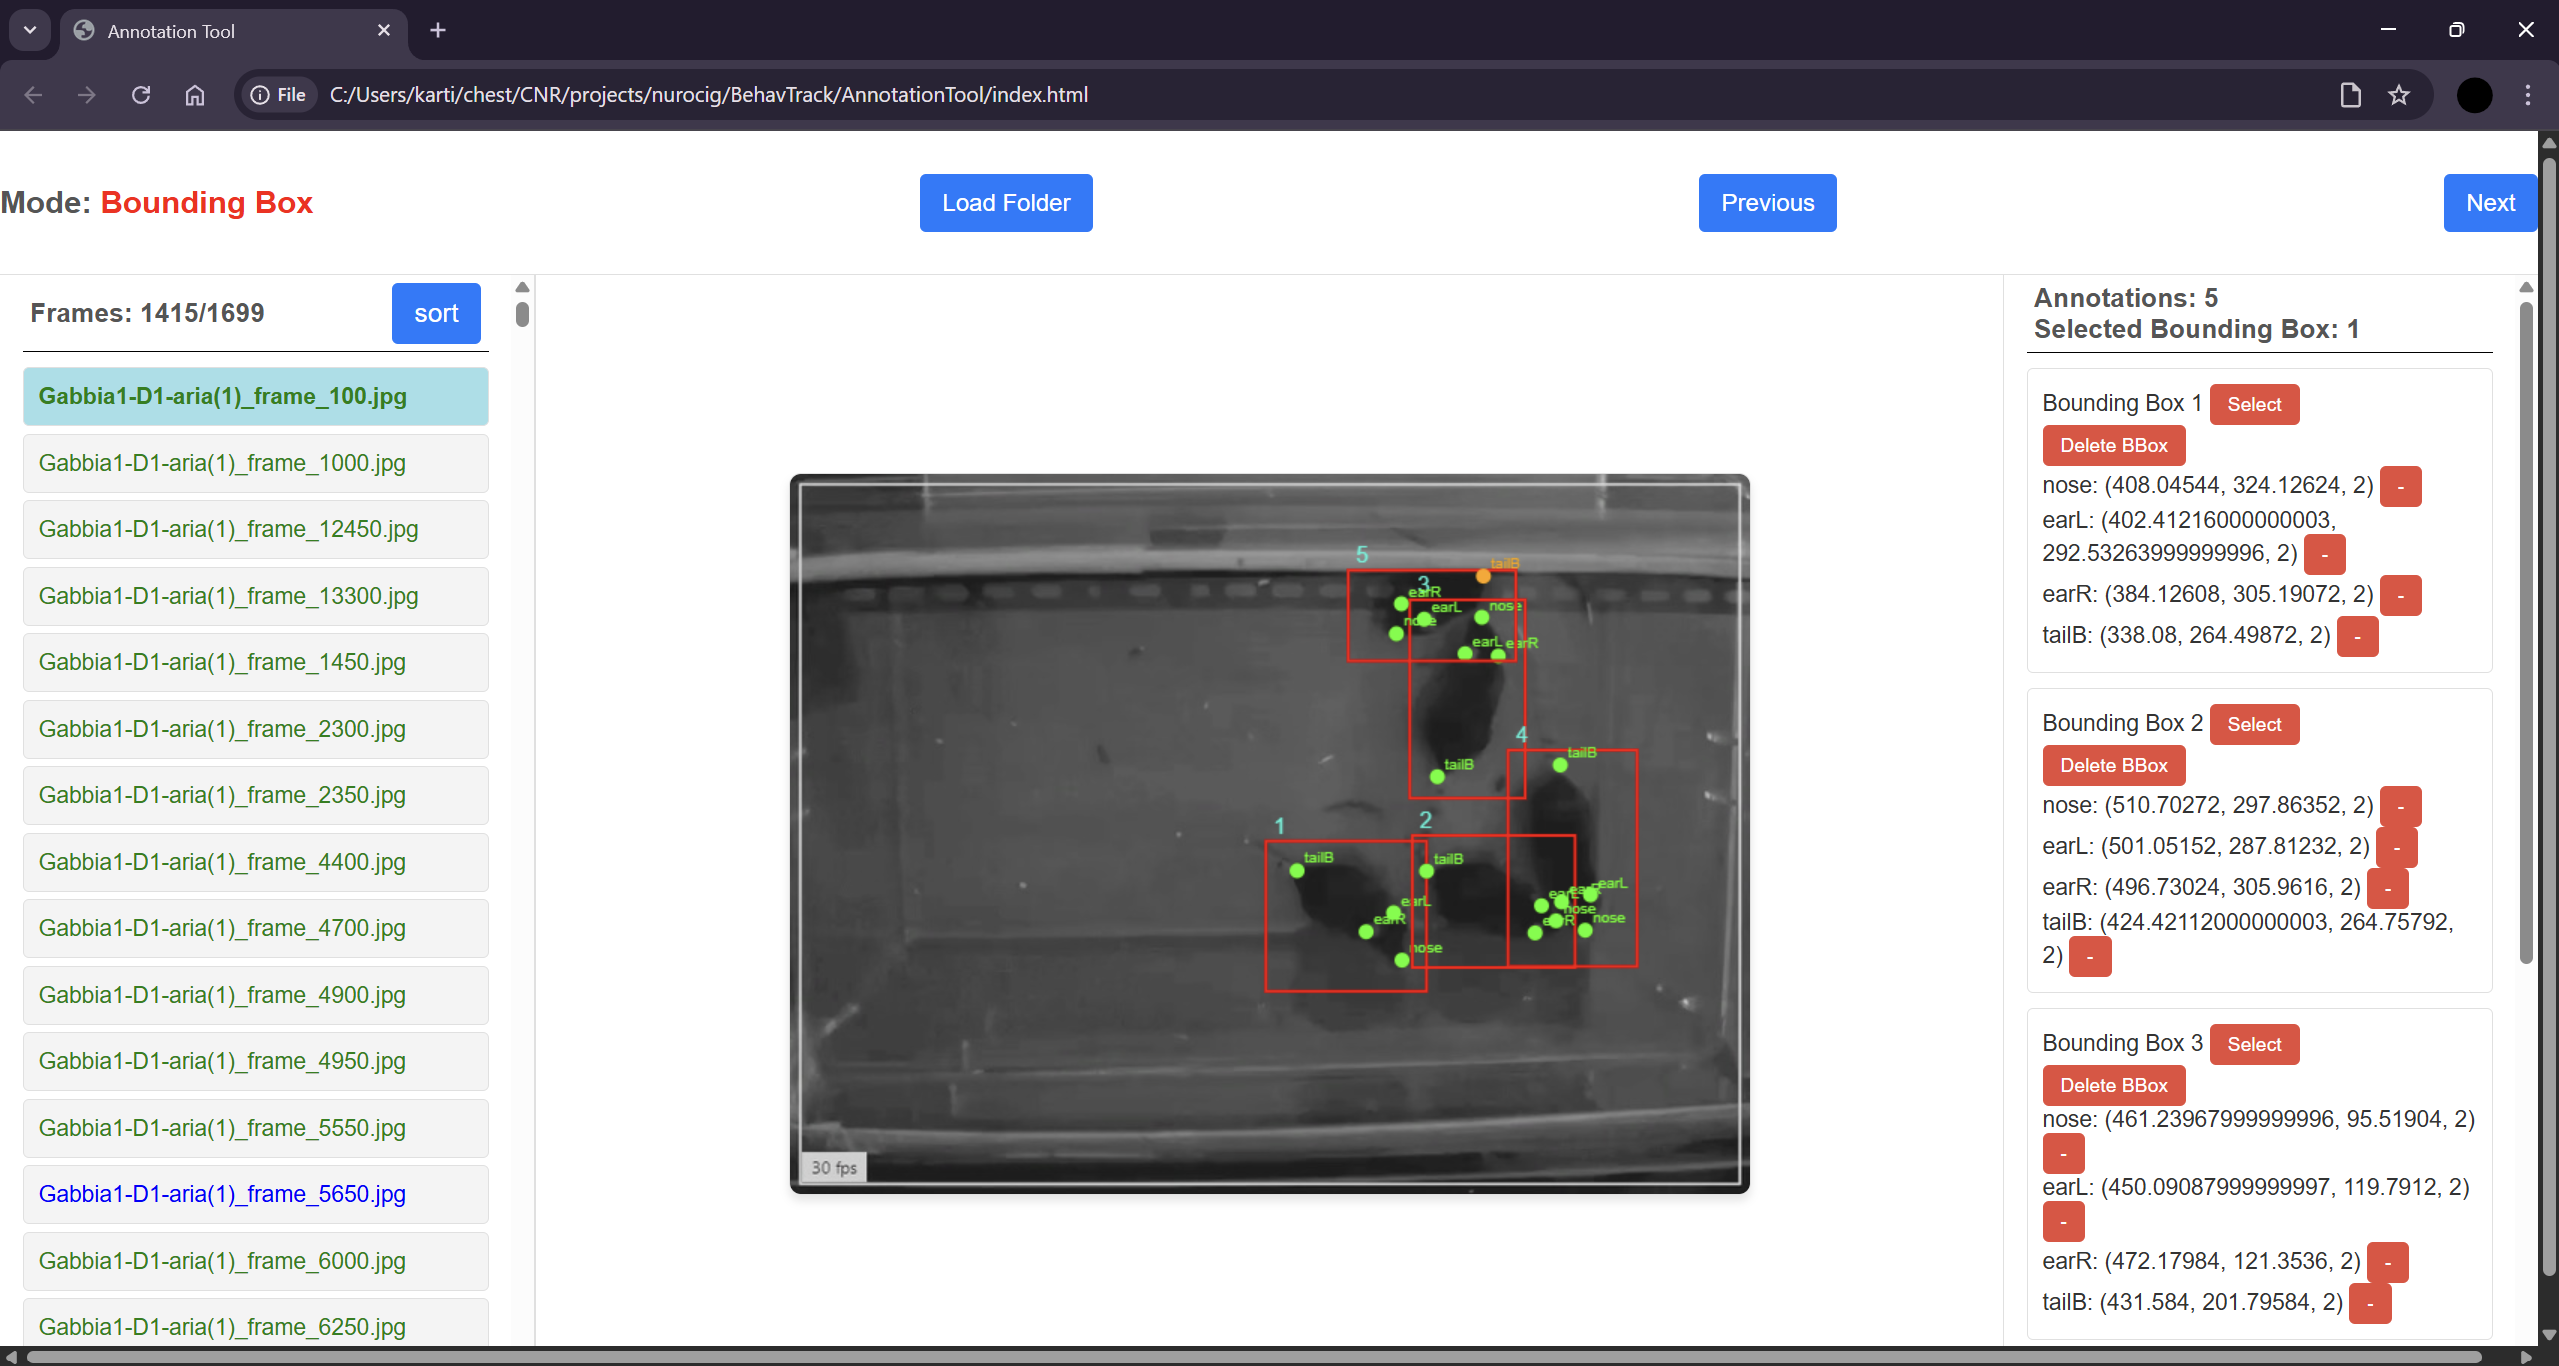 Annotation Tool
File
C:/Users/karti/chest/CNR/projects/nurocig/BehavTrack/AnnotationTool/index.html
Mode: Bounding Box
Load Folder
Previous
Next
Frames: 1415/1699
sort
Gabbia1-D1-aria(1)_frame_100.jpg
Gabbia1-D1-aria(1)_frame_1000.jpg
Gabbia1-D1-aria(1)_frame_12450.jpg
Gabbia1-D1-aria(1)_frame_13300.jpg
Gabbia1-D1-aria(1)_frame_1450.jpg
Gabbia1-D1-aria(1)_frame_2300.jpg
Gabbia1-D1-aria(1)_frame_2350.jpg
Gabbia1-D1-aria(1)_frame_4400.jpg
Gabbia1-D1-aria(1)_frame_4700.jpg
Gabbia1-D1-aria(1)_frame_4900.jpg
Gabbia1-D1-aria(1)_frame_4950.jpg
Gabbia1-D1-aria(1)_frame_5550.jpg
Gabbia1-D1-aria(1)_frame_5650.jpg
Gabbia1-D1-aria(1)_frame_6000.jpg
Gabbia1-D1-aria(1)_frame_6250.jpg
5
tailB
3
earR
earL
nose
nose
earL
earR
4
tailB
tailB
1
2
tailB
tailB
earL
earR
nose
earL
earR
earL
nose
nose
earR
30 fps
Annotations: 5
Selected Bounding Box: 1
Bounding Box 1 Select
Delete BBox
nose: (408.04544, 324.12624, 2) -
earL: (402.41216000000003,
292.53263999999996, 2) -
earR: (384.12608, 305.19072, 2) -
tailB: (338.08, 264.49872, 2) -
Bounding Box 2 Select
Delete BBox
nose: (510.70272, 297.86352, 2) -
earL: (501.05152, 287.81232, 2) -
earR: (496.73024, 305.9616, 2) -
tailB: (424.42112000000003, 264.75792,
2) -
Bounding Box 3 Select
Delete BBox
nose: (461.23967999999996, 95.51904, 2)
-
earL: (450.09087999999997, 119.7912, 2)
-
earR: (472.17984, 121.3536, 2) -
tailB: (431.584, 201.79584, 2) -